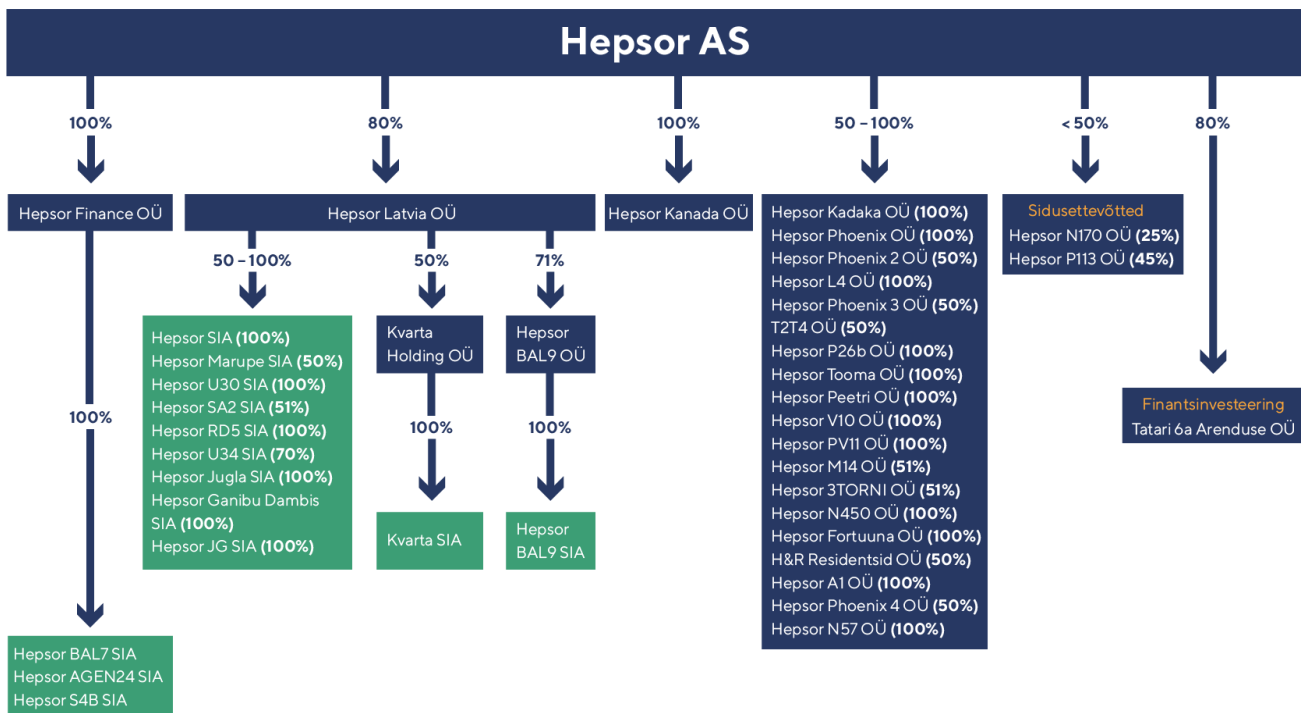 Hepsor AS
100%
80%
100%
50 – 100%
< 50%
80%
Hepsor Finance OÜ
Hepsor Latvia OÜ
Hepsor Kanada OÜ
100%
50 – 100%
50%
71%
Hepsor SIA (100%)
Hepsor Marupe SIA (50%)
Hepsor U30 SIA (100%)
Hepsor SA2 SIA (51%)
Hepsor RD5 SIA (100%)
Hepsor U34 SIA (70%)
Hepsor Jugla SIA (100%)
Hepsor Ganibu Dambis
SIA (100%)
Hepsor JG SIA (100%)
Kvarta
Holding OÜ
100%
Kvarta SIA
Hepsor
BAL9 OÜ
100%
Hepsor
BAL9 SIA
Hepsor Kadaka OÜ (100%)
Hepsor Phoenix OÜ (100%)
Hepsor Phoenix 2 OÜ (50%)
Hepsor L4 OÜ (100%)
Hepsor Phoenix 3 OÜ (50%)
T2T4 OÜ (50%)
Hepsor P26b OÜ (100%)
Hepsor Tooma OÜ (100%)
Hepsor Peetri OÜ (100%)
Hepsor V10 OÜ (100%)
Hepsor PV11 OÜ (100%)
Hepsor M14 OÜ (51%)
Hepsor 3TORNI OÜ (51%)
Hepsor N450 OÜ (100%)
Hepsor Fortuuna OÜ (100%)
H&R Residentsid OÜ (50%)
Hepsor A1 OÜ (100%)
Hepsor Phoenix 4 OÜ (50%)
Hepsor N57 OÜ (100%)
Sidusettevõtted
Hepsor N170 OÜ (25%)
Hepsor P113 OÜ (45%)
Finantsinvesteering
Tatari 6a Arenduse OÜ
Hepsor BAL7 SIA
Hepsor AGEN24 SIA
Hepsor S4B SIA